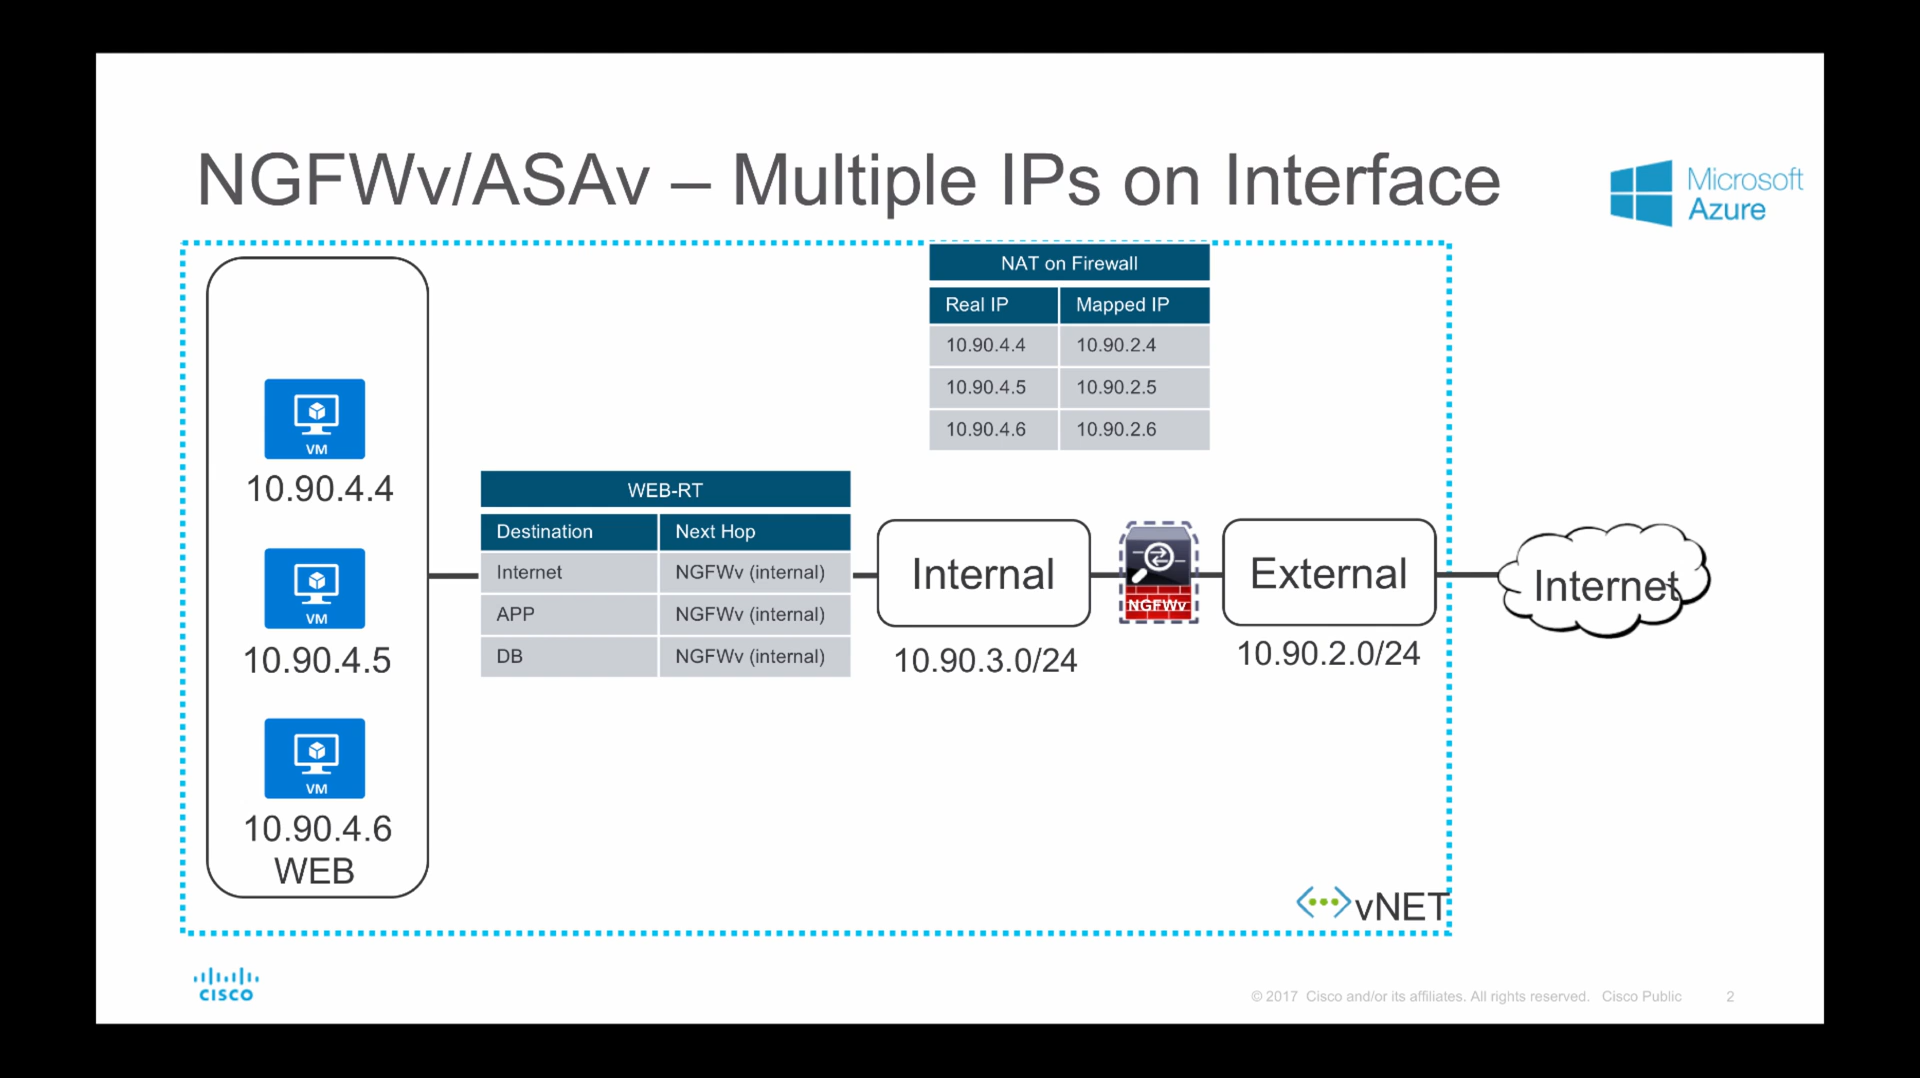 NGFWv/ASAv – Multiple IPs on Interface
Microsoft
Azure
NAT on Firewall
Real IP Mapped IP
10.90.4.4 10.90.2.4
10.90.4.5 10.90.2.5
10.90.4.6 10.90.2.6
VM
10.90.4.4
VM
10.90.4.5
VM
10.90.4.6
WEB
WEB-RT
Destination Next Hop
Internet NGFWv (internal)
APP NGFWv (internal)
DB NGFWv (internal)
Internal
10.90.3.0/24
NGFWv
External
10.90.2.0/24
Internet
vNET
CISCO
© 2017 Cisco and/or its affiliates. All rights reserved. Cisco Public 2